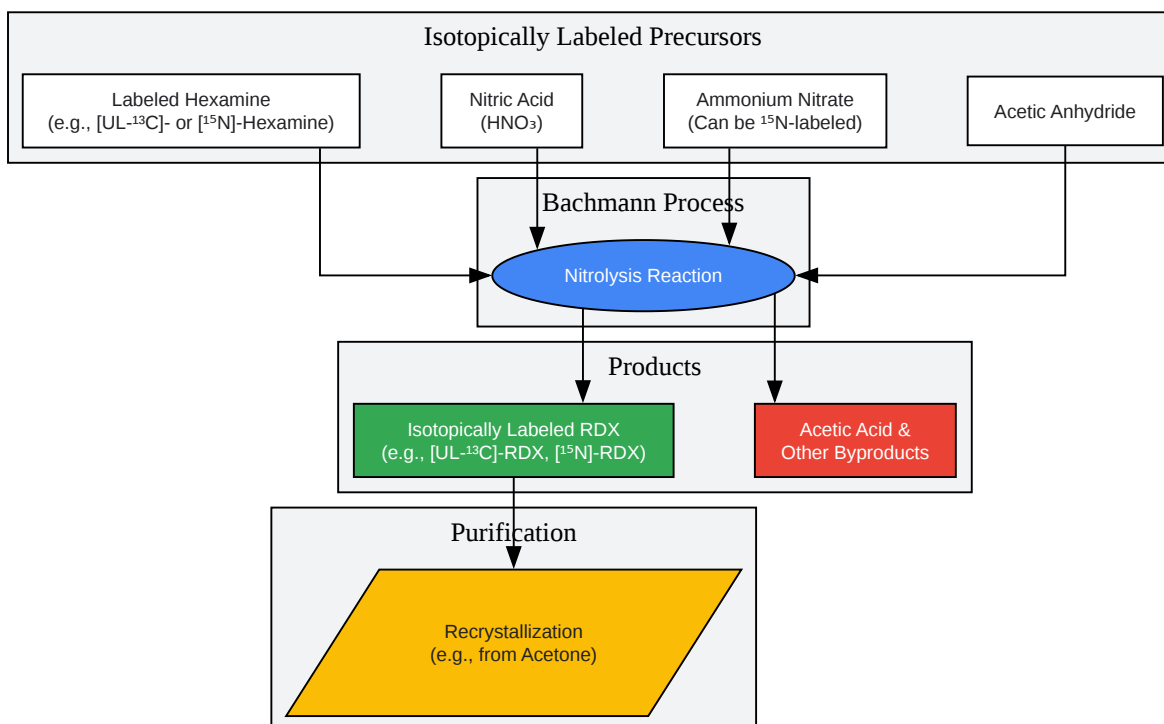 Isotopically Labeled Precursors
Labeled Hexamine
(e.g., [UL-¹³C]- or [¹⁵N]-Hexamine)
Nitric Acid
(HNO₃)
Ammonium Nitrate
(Can be ¹⁵N-labeled)
Acetic Anhydride
Bachmann Process
Nitrolysis Reaction
Products
Isotopically Labeled RDX
(e.g., [UL-¹³C]-RDX, [¹⁵N]-RDX)
Acetic Acid &
Other Byproducts
Purification
Recrystallization
(e.g., from Acetone)